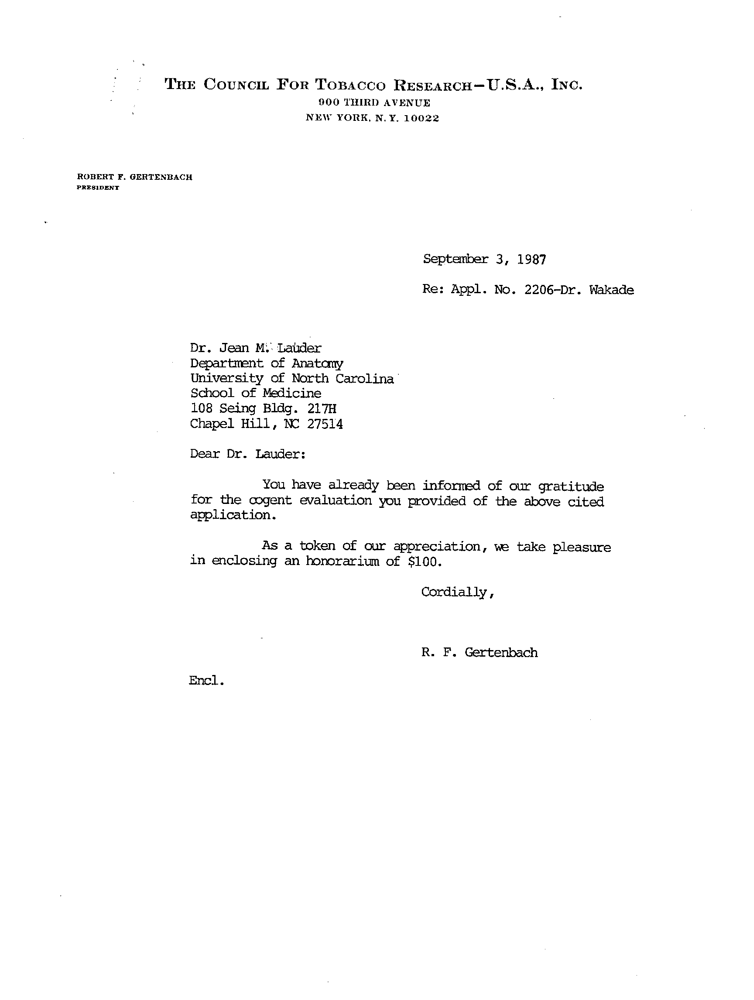 THE COUNCIL FOR TOBACCO RESEARCH—U.S.A., INC.
900 THIRD AVENUE
NEW YORK, N.Y. 10022
ROBERT F. GERTENBACH
PRESIDENT
September 3, 1987
Re: Appl. No. 2206-Dr. Wakade
Dr. Jean M. Lauder
Department of Anatomy
University of North Carolina
School of Medicine
108 Seing Bldg. 217H
Chapel Hill, NC 27514
Dear Dr. Lauder:
You have already been informed of our gratitude
for the cogent evaluation you provided of the above cited
application.
As a token of our appreciation, we take pleasure
in enclosing an honorarium of $100.
Cordially,
R. F. Gertenbach
Encl.